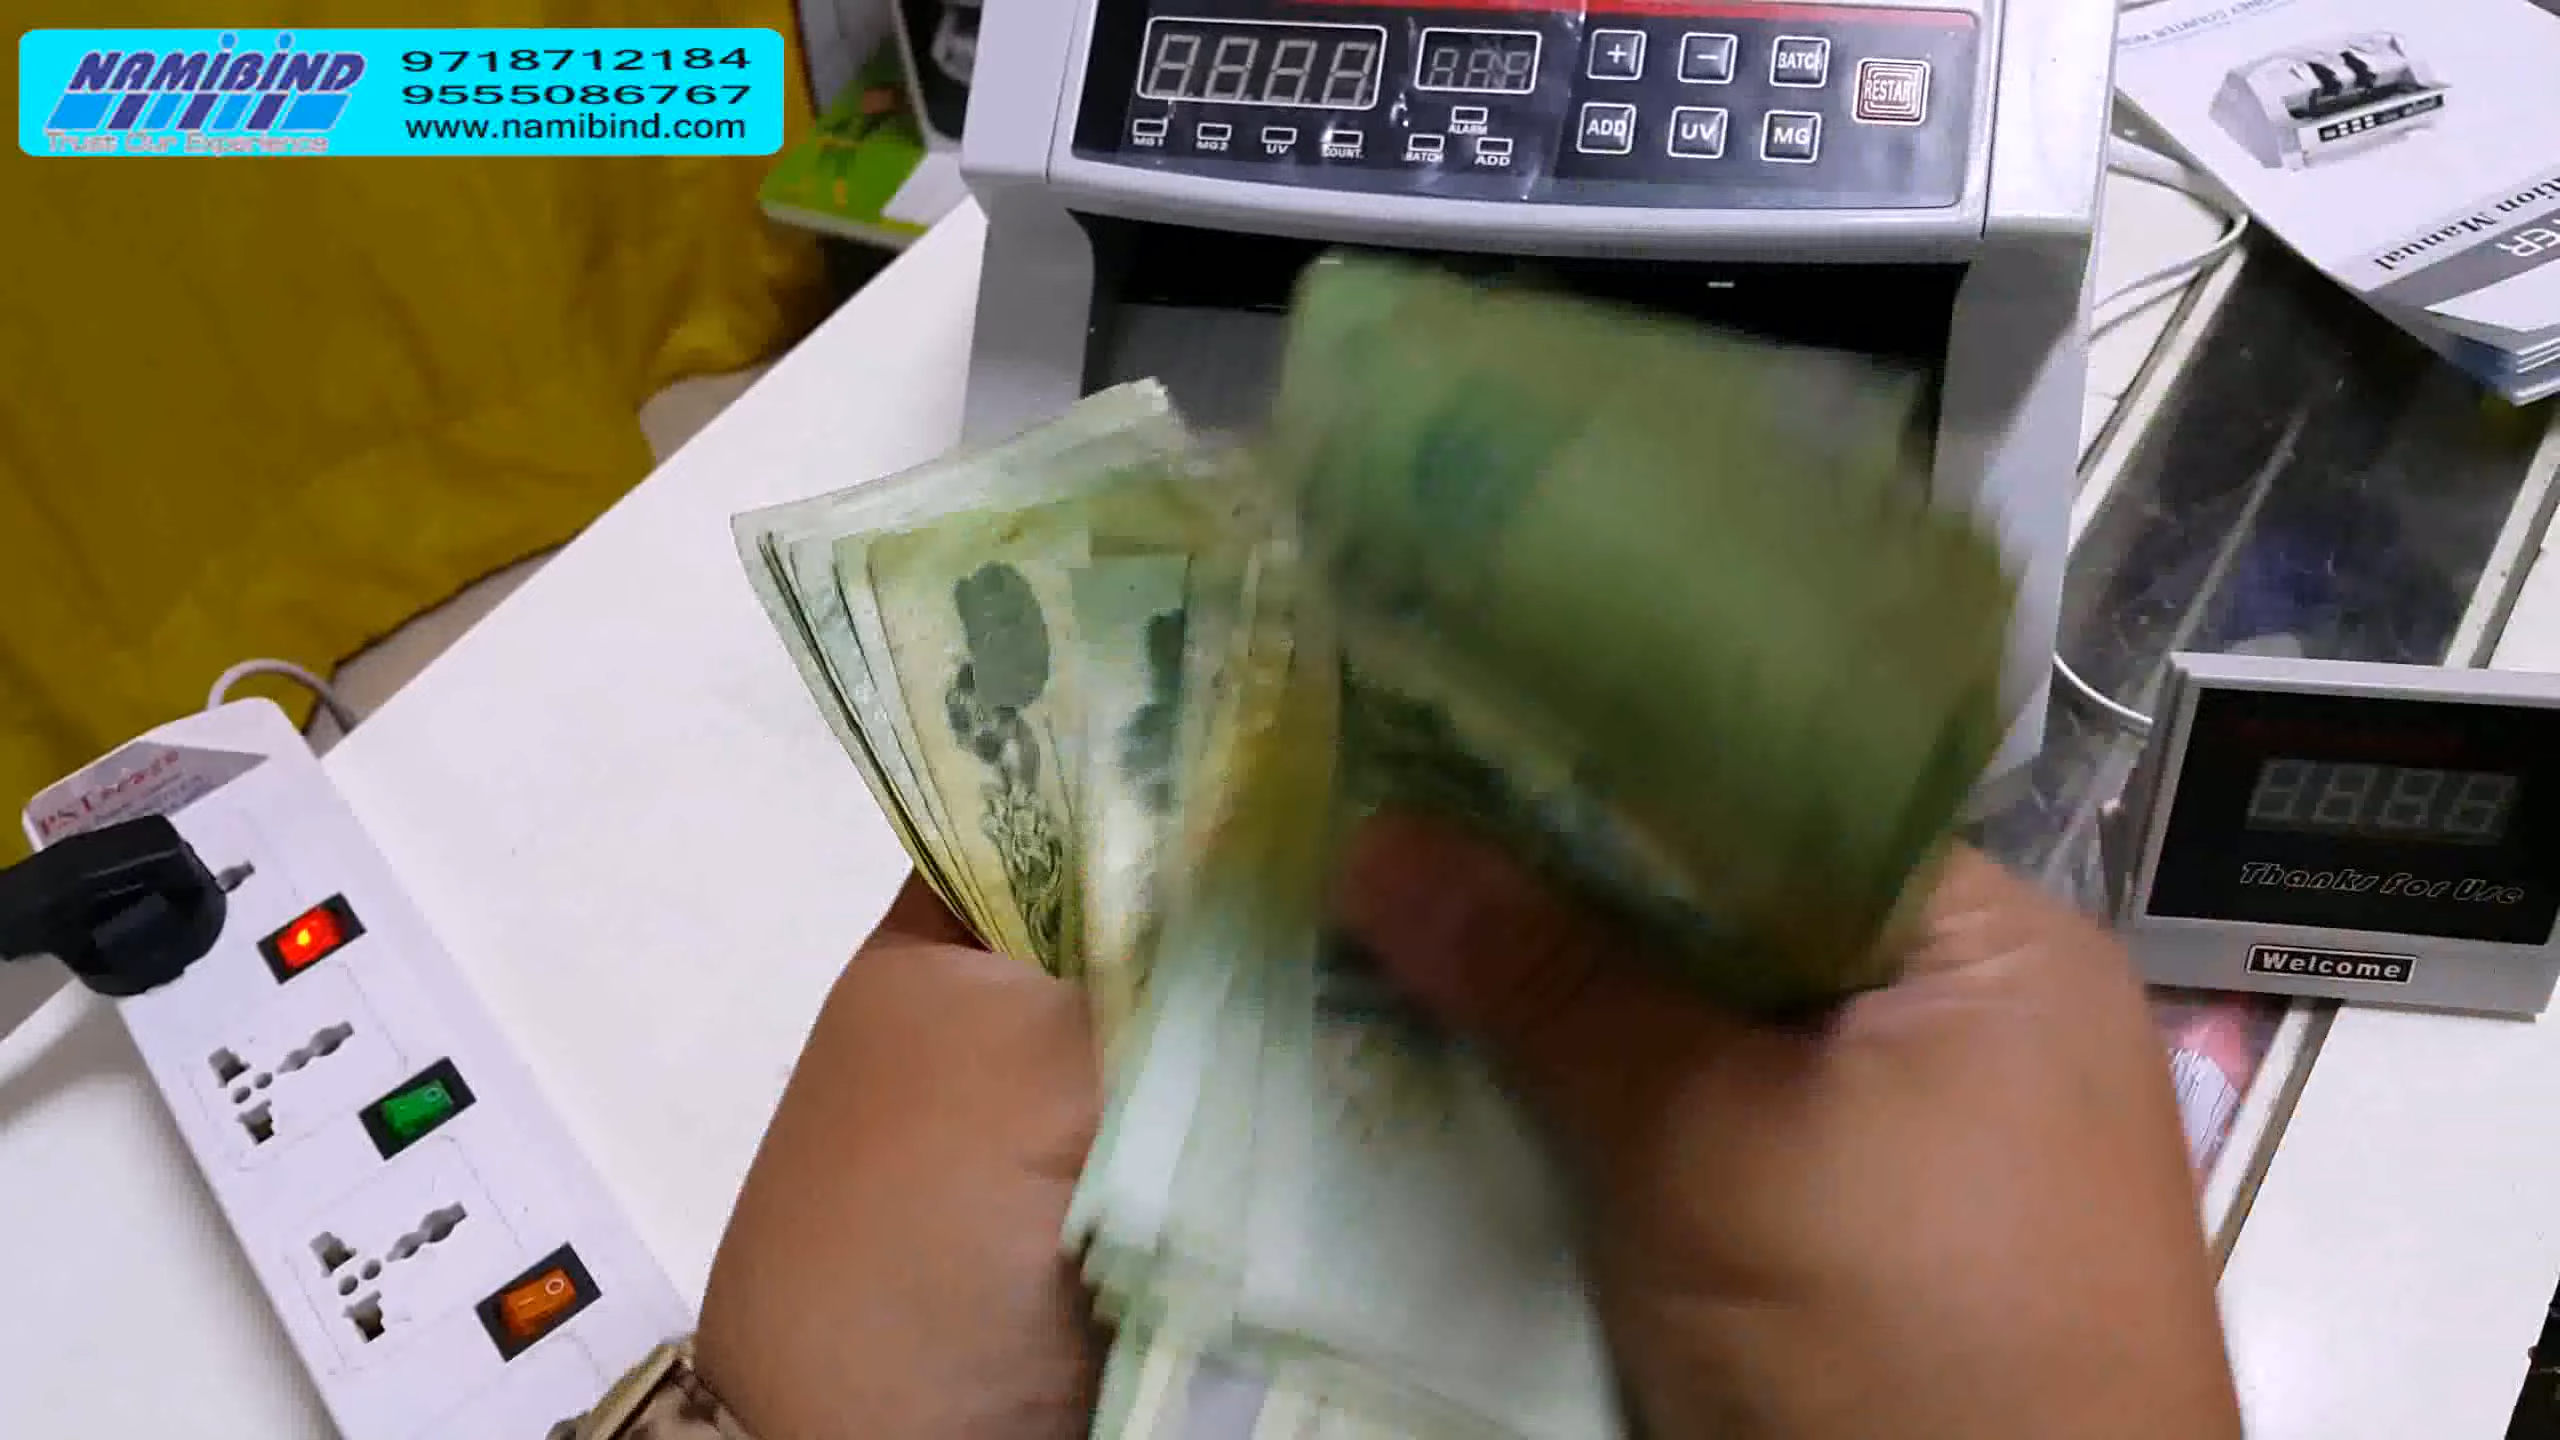 NAMIBIND
Trust Our Experience
9718712184
9555086767
www.namibind.com
MG1
MG2
UV
COUNT.
BATCH
ALARM
ADD
+
−
BATCH
RESTART
ADD
UV
MG
Manual
Thanks For Use
Welcome